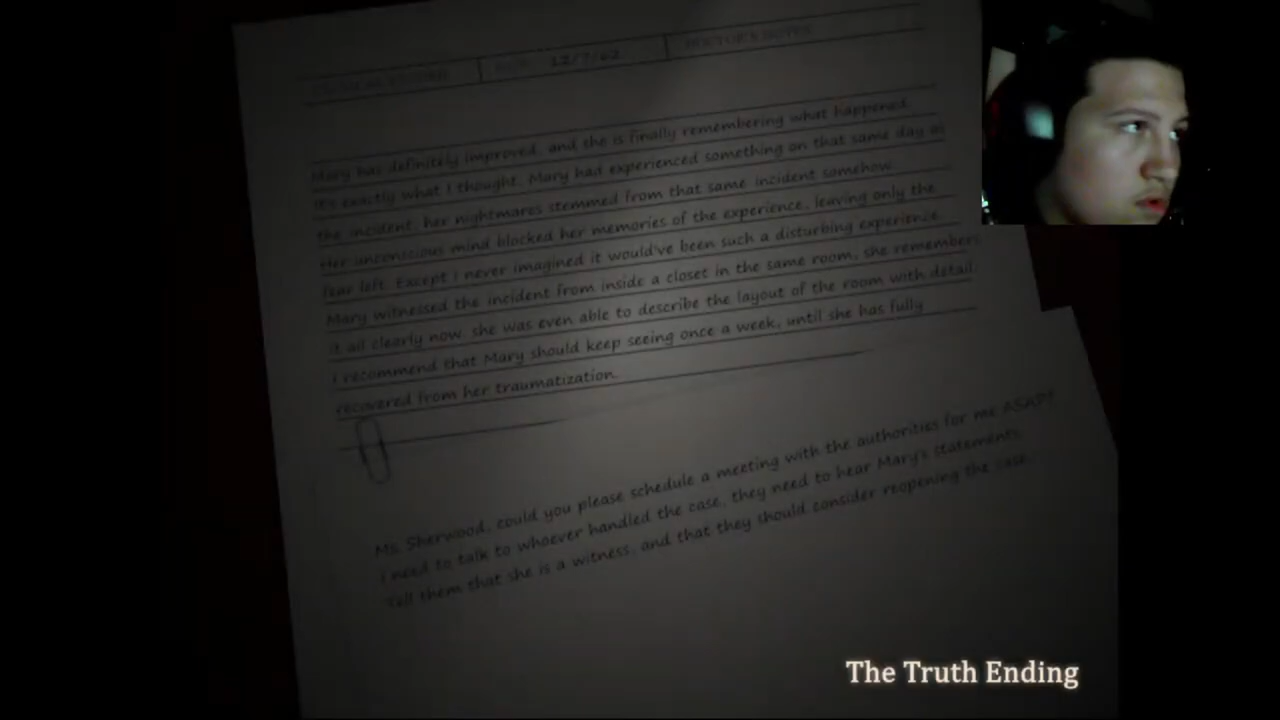 12/7/62
DOCTOR'S NOTES
Mary has definitely improved, and she is finally remembering what happened.
It's exactly what I thought, Mary had experienced something on that same day as
the incident, her nightmares stemmed from that same incident somehow.
Her unconscious mind blocked her memories of the experience, leaving only the
fear left. Except I never imagined it would've been such a disturbing experience.
Mary witnessed the incident from inside a closet in the same room, she remembers
it all clearly now, she was even able to describe the layout of the room with detail.
I recommend that Mary should keep seeing once a week, until she has fully
recovered from her traumatization.
Ms. Sherwood, could you please schedule a meeting with the authorities for me ASAP?
I need to talk to whoever handled the case, they need to hear Mary's statements.
Tell them that she is a witness, and that they should consider reopening the case.
The Truth Ending